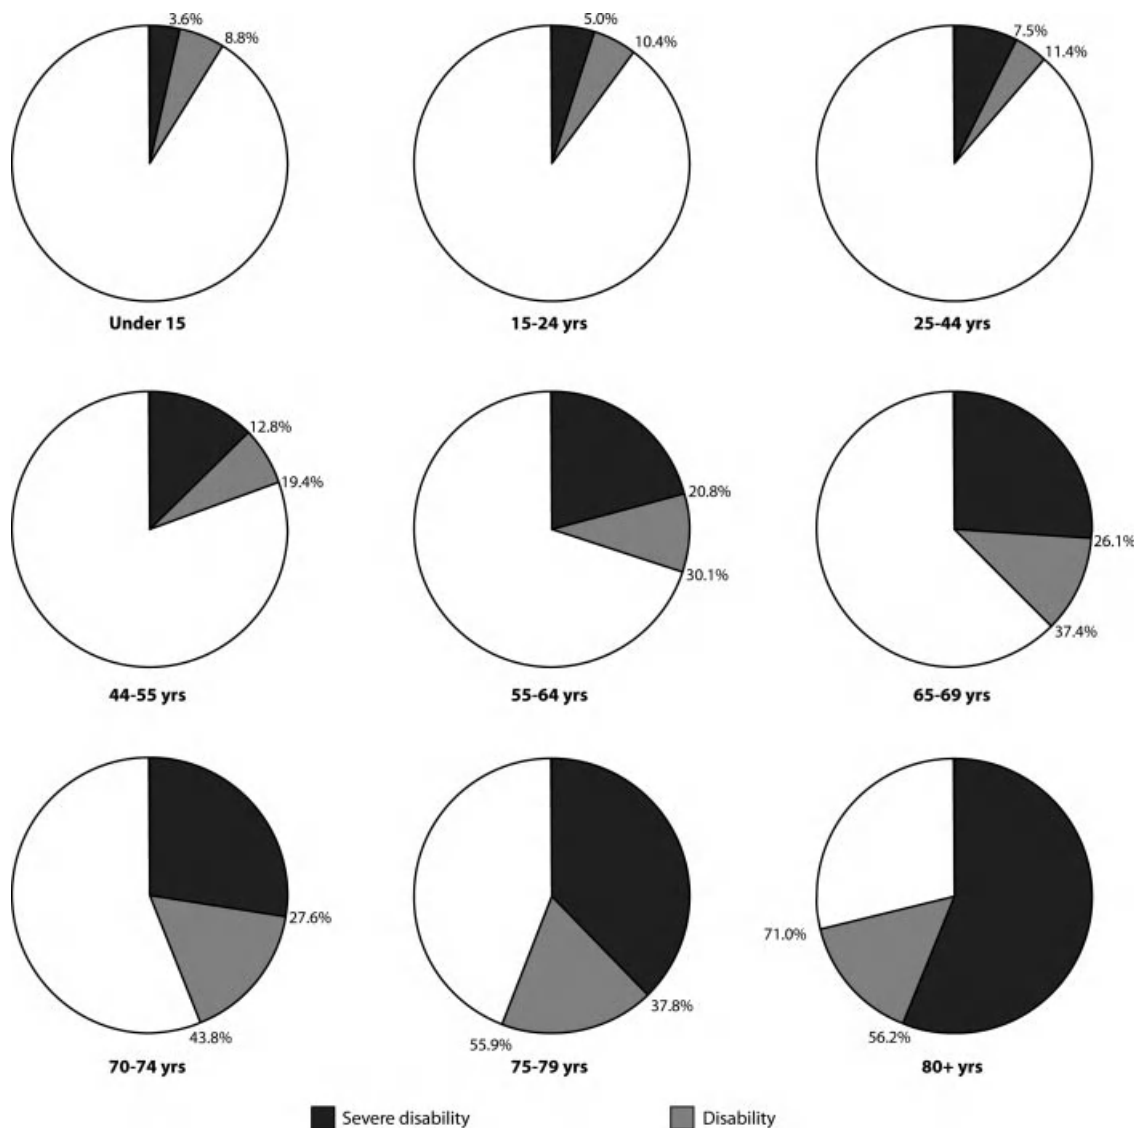 3.6%
8.8%
Under 15
5.0%
10.4%
15-24 yrs
7.5%
11.4%
25-44 yrs
12.8%
19.4%
44-55 yrs
20.8%
30.1%
55-64 yrs
26.1%
37.4%
65-69 yrs
27.6%
43.8%
70-74 yrs
37.8%
55.9%
75-79 yrs
71.0%
56.2%
80+ yrs
Severe disability
Disability